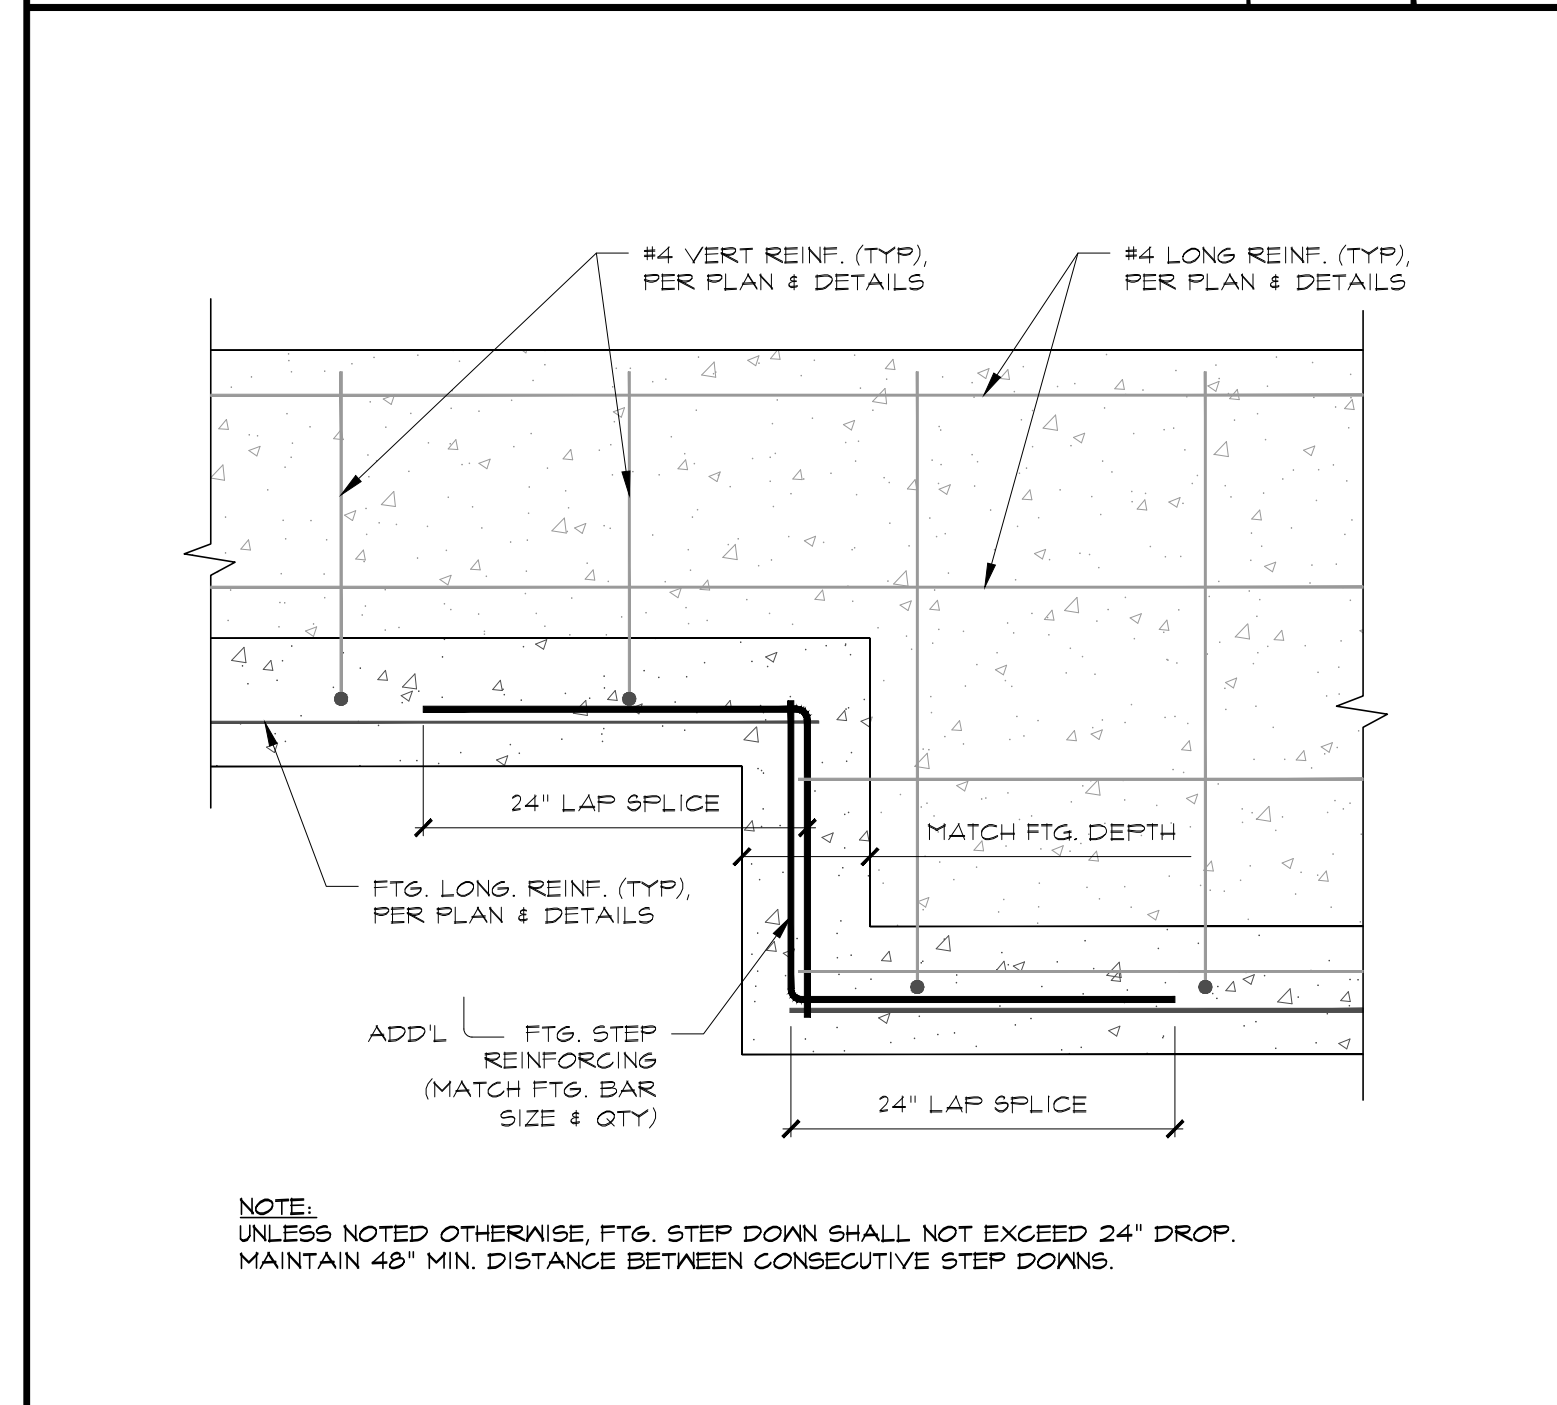 #4 VERT REINF. (TYP),
PER PLAN & DETAILS
#4 LONG REINF. (TYP),
PER PLAN & DETAILS
24" LAP SPLICE
MATCH FTG. DEPTH
FTG. LONG. REINF. (TYP),
PER PLAN & DETAILS
ADD'L FTG. STEP
REINFORCING
(MATCH FTG. BAR
SIZE & QTY)
24" LAP SPLICE
NOTE:
UNLESS NOTED OTHERWISE, FTG. STEP DOWN SHALL NOT EXCEED 24" DROP.
MAINTAIN 48" MIN. DISTANCE BETWEEN CONSECUTIVE STEP DOWNS.